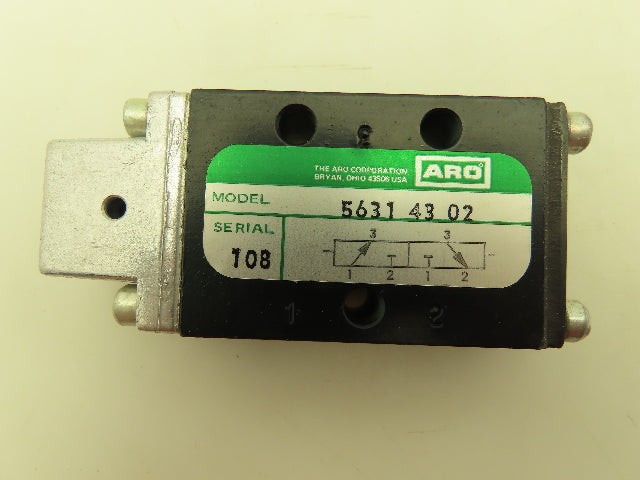 3
THE ARO CORPORATION
BRYAN, OHIO 43506 USA
ARO
MODEL 5631 43 02
SERIAL 108
3 3
1 2 1 2
1 2